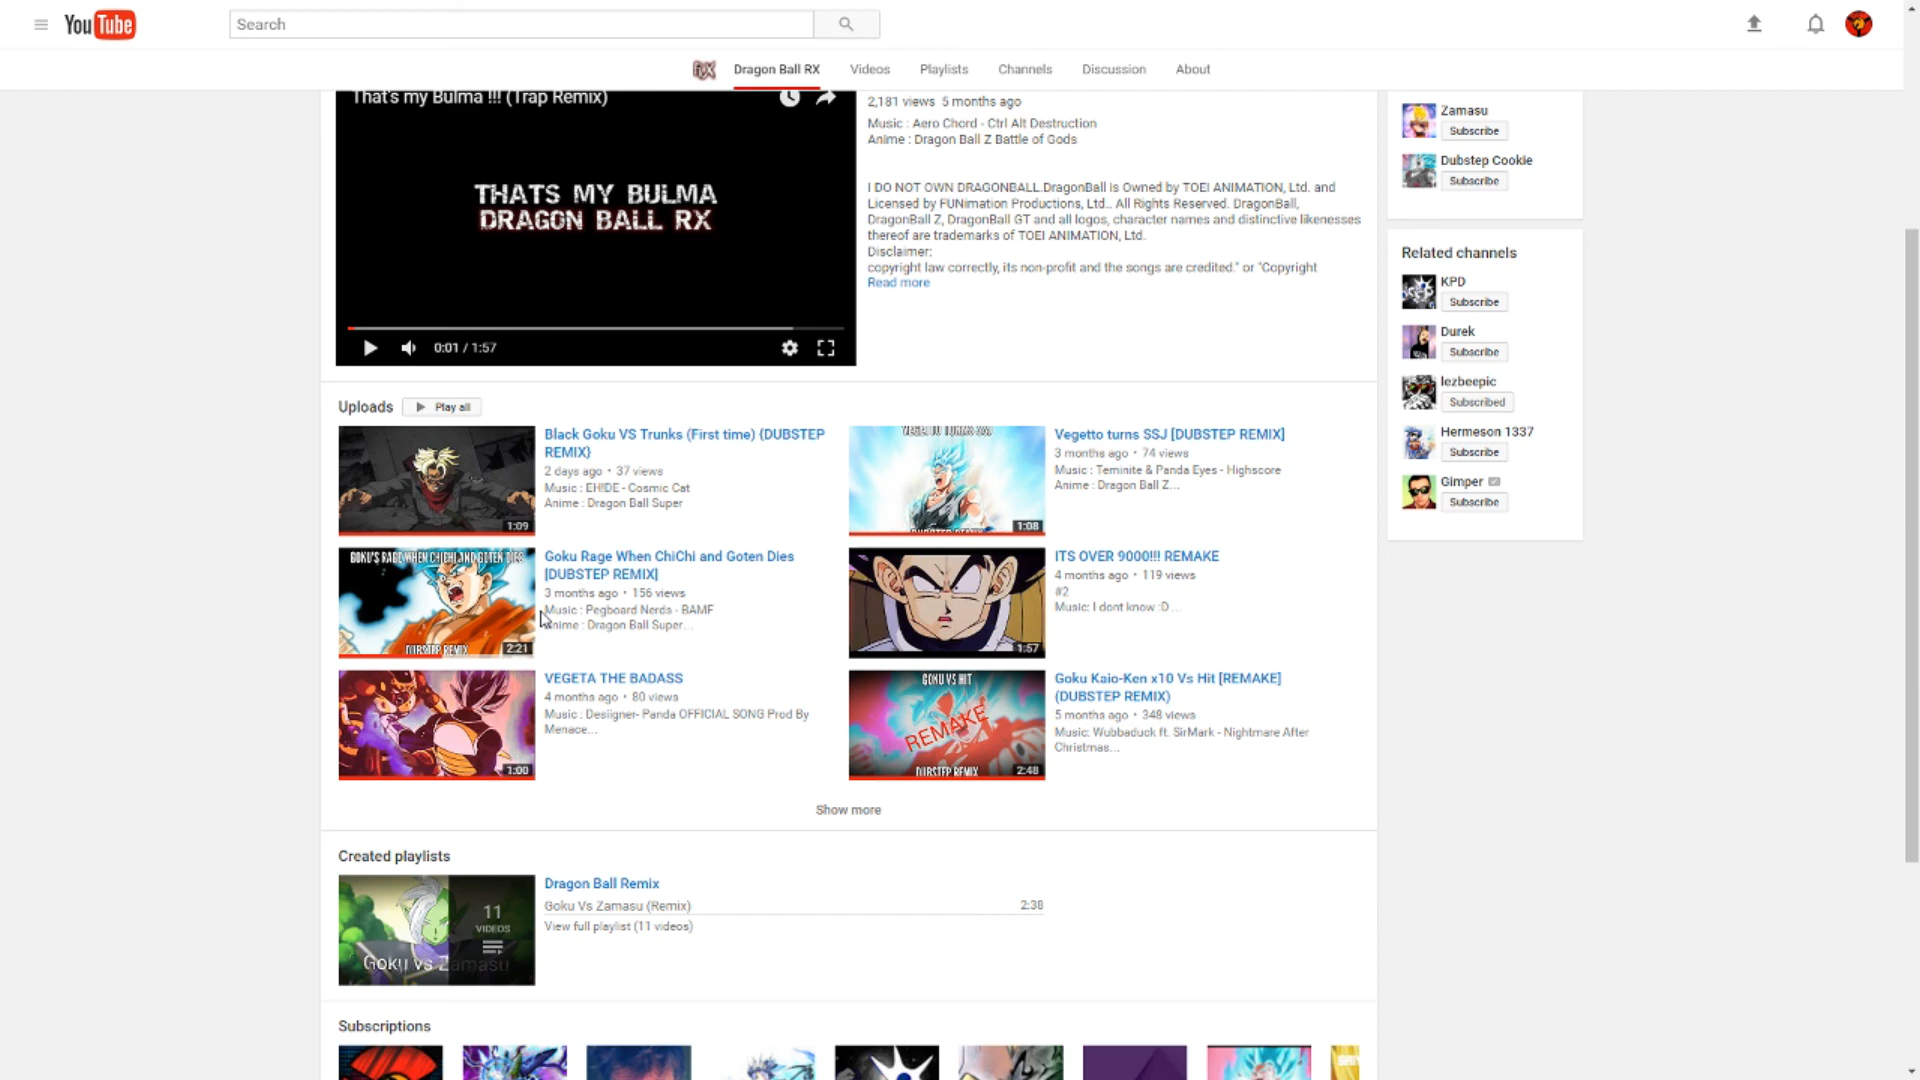 YouTube
Search
Dragon Ball RX
Videos
Playlists
Channels
Discussion
About
That's my Bulma !!! (Trap Remix)
THATS MY BULMA
DRAGON BALL RX
0:01 / 1:57
2,181 views 5 months ago
Music : Aero Chord - Ctrl Alt Destruction
Anime : Dragon Ball Z Battle of Gods
I DO NOT OWN DRAGONBALL.DragonBall is Owned by TOEI ANIMATION, Ltd. and
Licensed by FUNimation Productions, Ltd.. All Rights Reserved. DragonBall,
DragonBall Z, DragonBall GT and all logos, character names and distinctive likenesses
thereof are trademarks of TOEI ANIMATION, Ltd.
Disclaimer:
copyright law correctly, its non-profit and the songs are credited." or "Copyright
Read more
Zamasu
Subscribe
Dubstep Cookie
Subscribe
Related channels
KPD
Subscribe
Durek
Subscribe
lezbeepic
Subscribed
Hermeson 1337
Subscribe
Gimper
Subscribe
Uploads
Play all
1:09
Black Goku VS Trunks (First time) {DUBSTEP
REMIX}
2 days ago • 37 views
Music : EH!DE - Cosmic Cat
Anime : Dragon Ball Super
VEGETTO TURNS SSJ
DUBSTEP REMIX
1:08
Vegetto turns SSJ [DUBSTEP REMIX]
3 months ago • 74 views
Music : Teminite & Panda Eyes - Highscore
Anime : Dragon Ball Z...
GOKU'S RAGE WHEN CHICHI AND GOTEN DIES
DUBSTEP REMIX
2:21
Goku Rage When ChiChi and Goten Dies
[DUBSTEP REMIX]
3 months ago • 156 views
Music : Pegboard Nerds - BAMF
Anime : Dragon Ball Super...
1:57
ITS OVER 9000!!! REMAKE
4 months ago • 119 views
#2
Music: I dont know :D ...
1:00
VEGETA THE BADASS
4 months ago • 80 views
Music : Desiigner- Panda OFFICIAL SONG Prod By
Menace...
GOKU VS HIT
REMAKE
DUBSTEP REMIX
2:48
Goku Kaio-Ken x10 Vs Hit [REMAKE]
(DUBSTEP REMIX)
5 months ago • 348 views
Music: Wubbaduck ft. SirMark - Nightmare After
Christmas...
Show more
Created playlists
11
VIDEOS
Goku vs Zamasu
Dragon Ball Remix
Goku Vs Zamasu (Remix) 2:38
View full playlist (11 videos)
Subscriptions